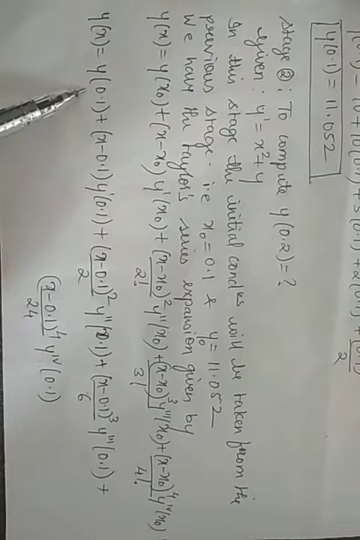 y(0.1) = 11.052
Stage ②: To compute y(0.2) = ?
Given: y' = x² + y
In this stage the initial condns will be taken from the
previous stage. i.e x₀ = 0.1 & y₀ = 11.052
We have the Taylor's series expansion given by
y(x) = y(x₀) + (x-x₀) y'(x₀) + (x-x₀)²/2! y''(x₀) + (x-x₀)³/3! y'''(x₀) + (x-x₀)⁴/4! yⁱᵛ(x₀)
y(x) = y(0.1) + (x-0.1) y'(0.1) + (x-0.1)²/2 y''(0.1) + (x-0.1)³/6 y'''(0.1) +
(x-0.1)⁴/24 yⁱᵛ(0.1)